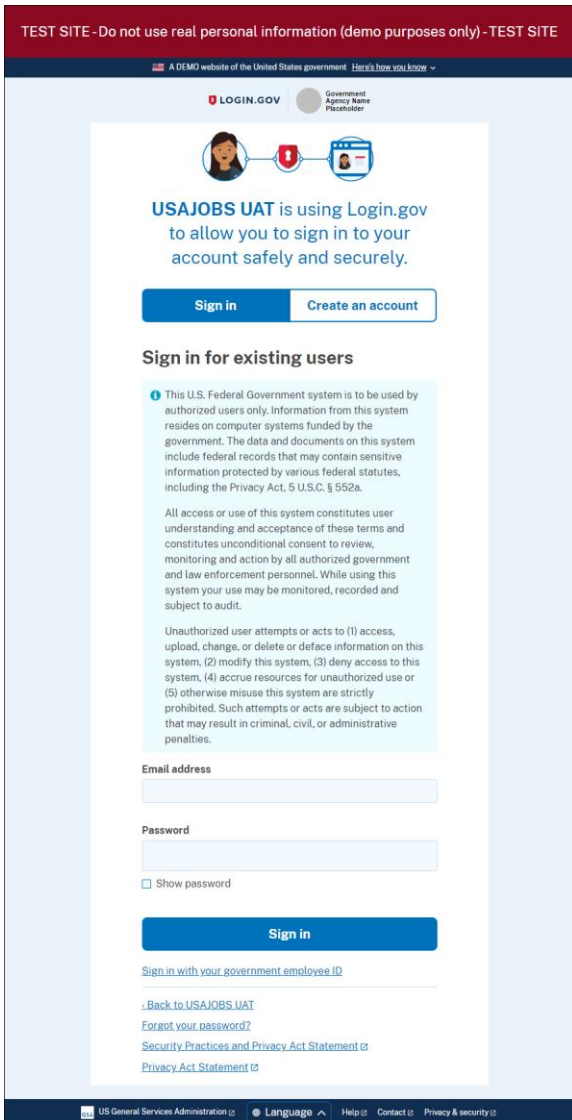 TEST SITE - Do not use real personal information (demo purposes only) - TEST SITE
A DEMO website of the United States government Here's how you know
LOGIN.GOV
Government
Agency Name
Placeholder
USAJOBS UAT is using Login.gov
to allow you to sign in to your
account safely and securely.
Sign in
Create an account
Sign in for existing users
This U.S. Federal Government system is to be used by
authorized users only. Information from this system
resides on computer systems funded by the
government. The data and documents on this system
include federal records that may contain sensitive
information protected by various federal statutes,
including the Privacy Act, 5 U.S.C. § 552a.
All access or use of this system constitutes user
understanding and acceptance of these terms and
constitutes unconditional consent to review,
monitoring and action by all authorized government
and law enforcement personnel. While using this
system your use may be monitored, recorded and
subject to audit.
Unauthorized user attempts or acts to (1) access,
upload, change, or delete or deface information on this
system, (2) modify this system, (3) deny access to this
system, (4) accrue resources for unauthorized use or
(5) otherwise misuse this system are strictly
prohibited. Such attempts or acts are subject to action
that may result in criminal, civil, or administrative
penalties.
Email address
Password
Show password
Sign in
Sign in with your government employee ID
‹ Back to USAJOBS UAT
Forgot your password?
Security Practices and Privacy Act Statement
Privacy Act Statement
GSA US General Services Administration Language Help Contact Privacy & security